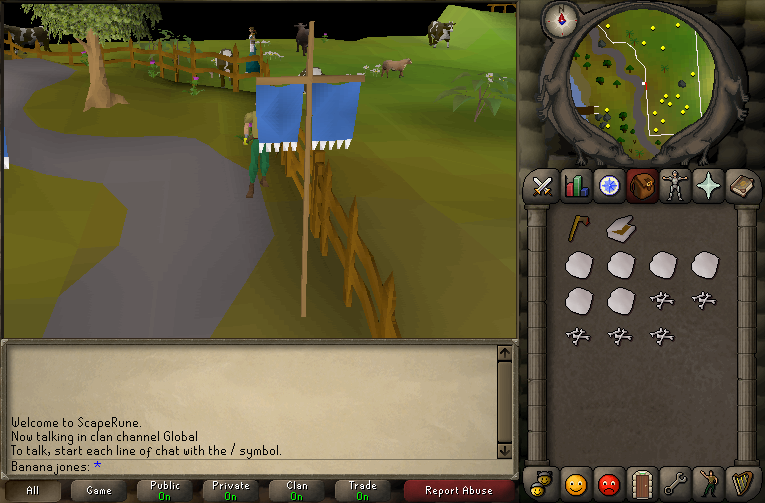 Welcome to ScapeRune.
Now talking in clan channel Global
To talk, start each line of chat with the / symbol.
Banana jones: *
All
Game
Public
On
Private
On
Clan
On
Trade
On
Report Abuse